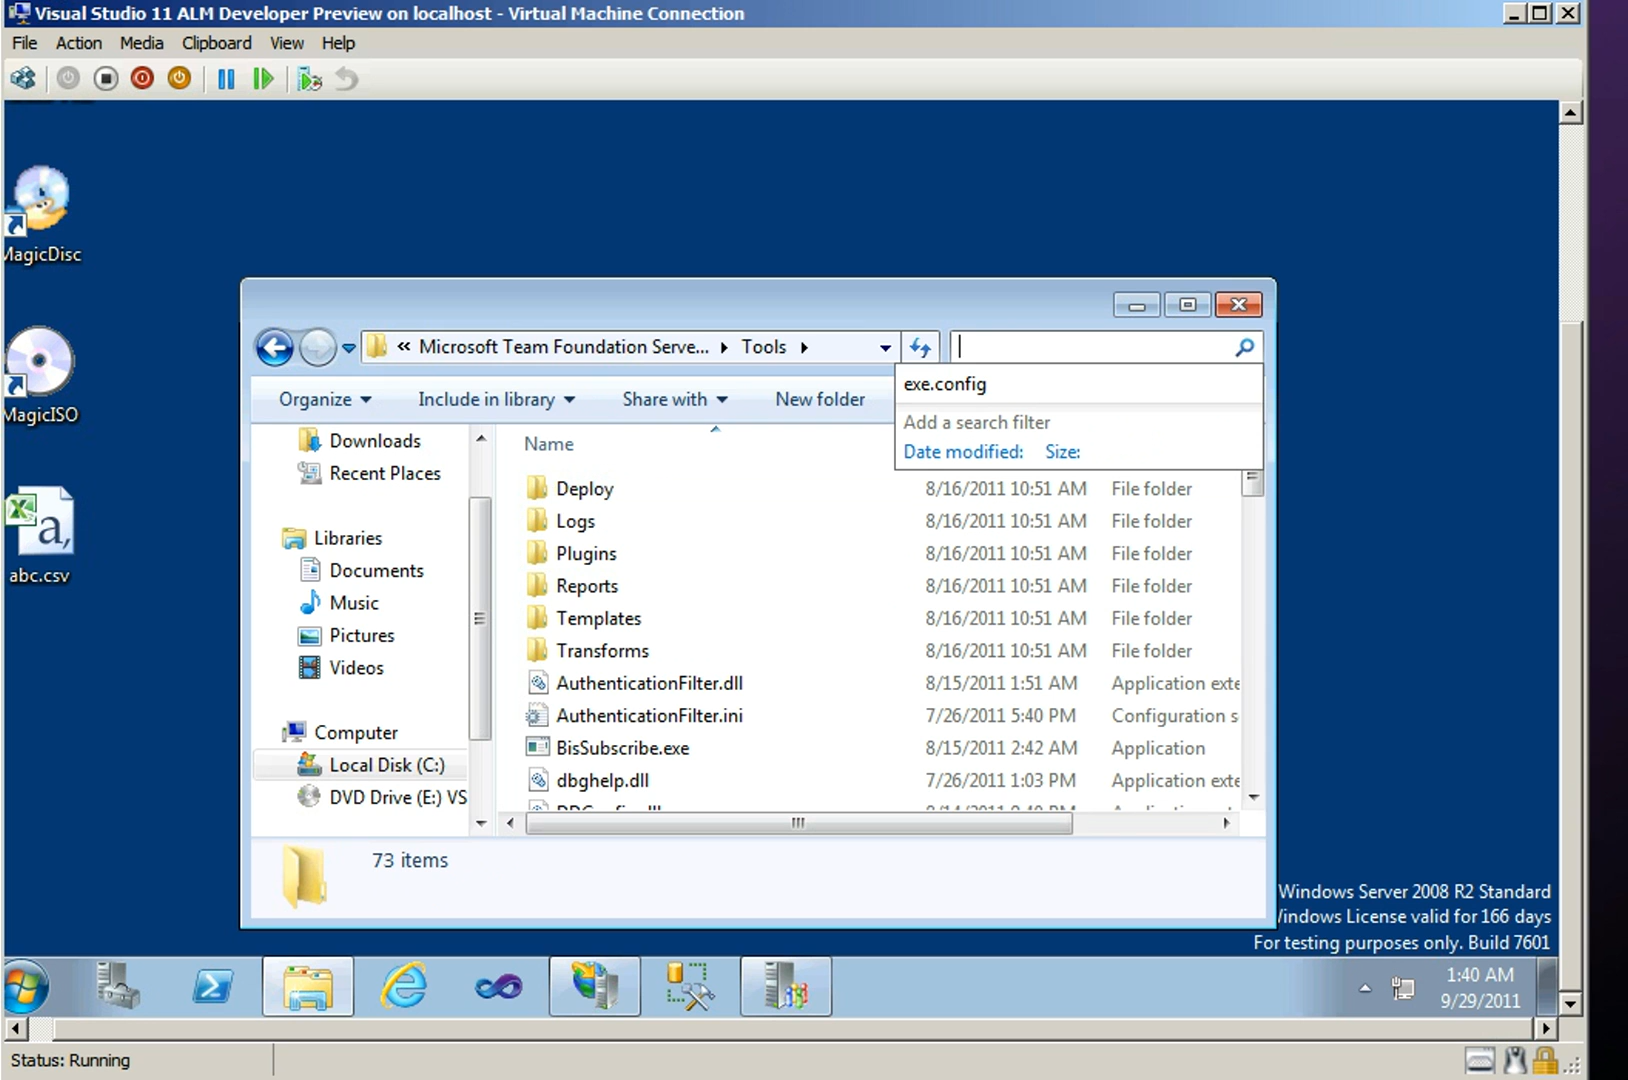 Visual Studio 11 ALM Developer Preview on localhost - Virtual Machine Connection
File Action Media Clipboard View Help
MagicDisc
MagicISO
abc.csv
« Microsoft Team Foundation Serve... Tools
exe.config
Add a search filter
Date modified: Size:
Organize Include in library Share with New folder
Downloads
Recent Places
Libraries
Documents
Music
Pictures
Videos
Computer
Local Disk (C:)
DVD Drive (E:) VS
Name
Deploy 8/16/2011 10:51 AM File folder
Logs 8/16/2011 10:51 AM File folder
Plugins 8/16/2011 10:51 AM File folder
Reports 8/16/2011 10:51 AM File folder
Templates 8/16/2011 10:51 AM File folder
Transforms 8/16/2011 10:51 AM File folder
AuthenticationFilter.dll 8/15/2011 1:51 AM Application exte
AuthenticationFilter.ini 7/26/2011 5:40 PM Configuration s
BisSubscribe.exe 8/15/2011 2:42 AM Application
dbghelp.dll 7/26/2011 1:03 PM Application exte
73 items
Windows Server 2008 R2 Standard
Windows License valid for 166 days
For testing purposes only. Build 7601
1:40 AM
9/29/2011
a,
Status: Running